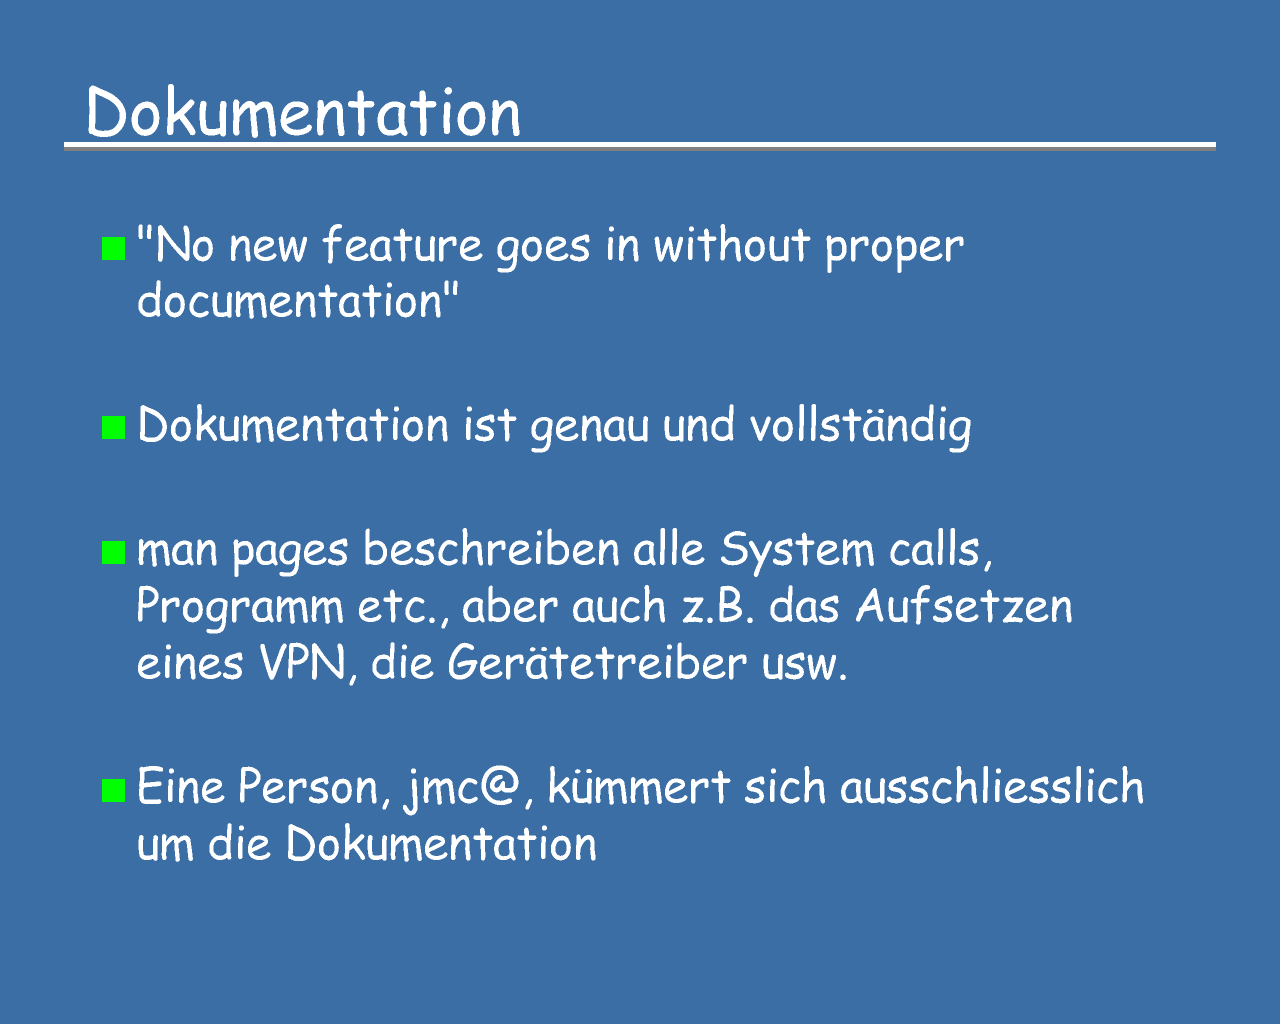 Dokumentation
"No new feature goes in without proper
documentation"
Dokumentation ist genau und vollständig
man pages beschreiben alle System calls,
Programm etc., aber auch z.B. das Aufsetzen
eines VPN, die Gerätetreiber usw.
Eine Person, jmc@, kümmert sich ausschliesslich
um die Dokumentation